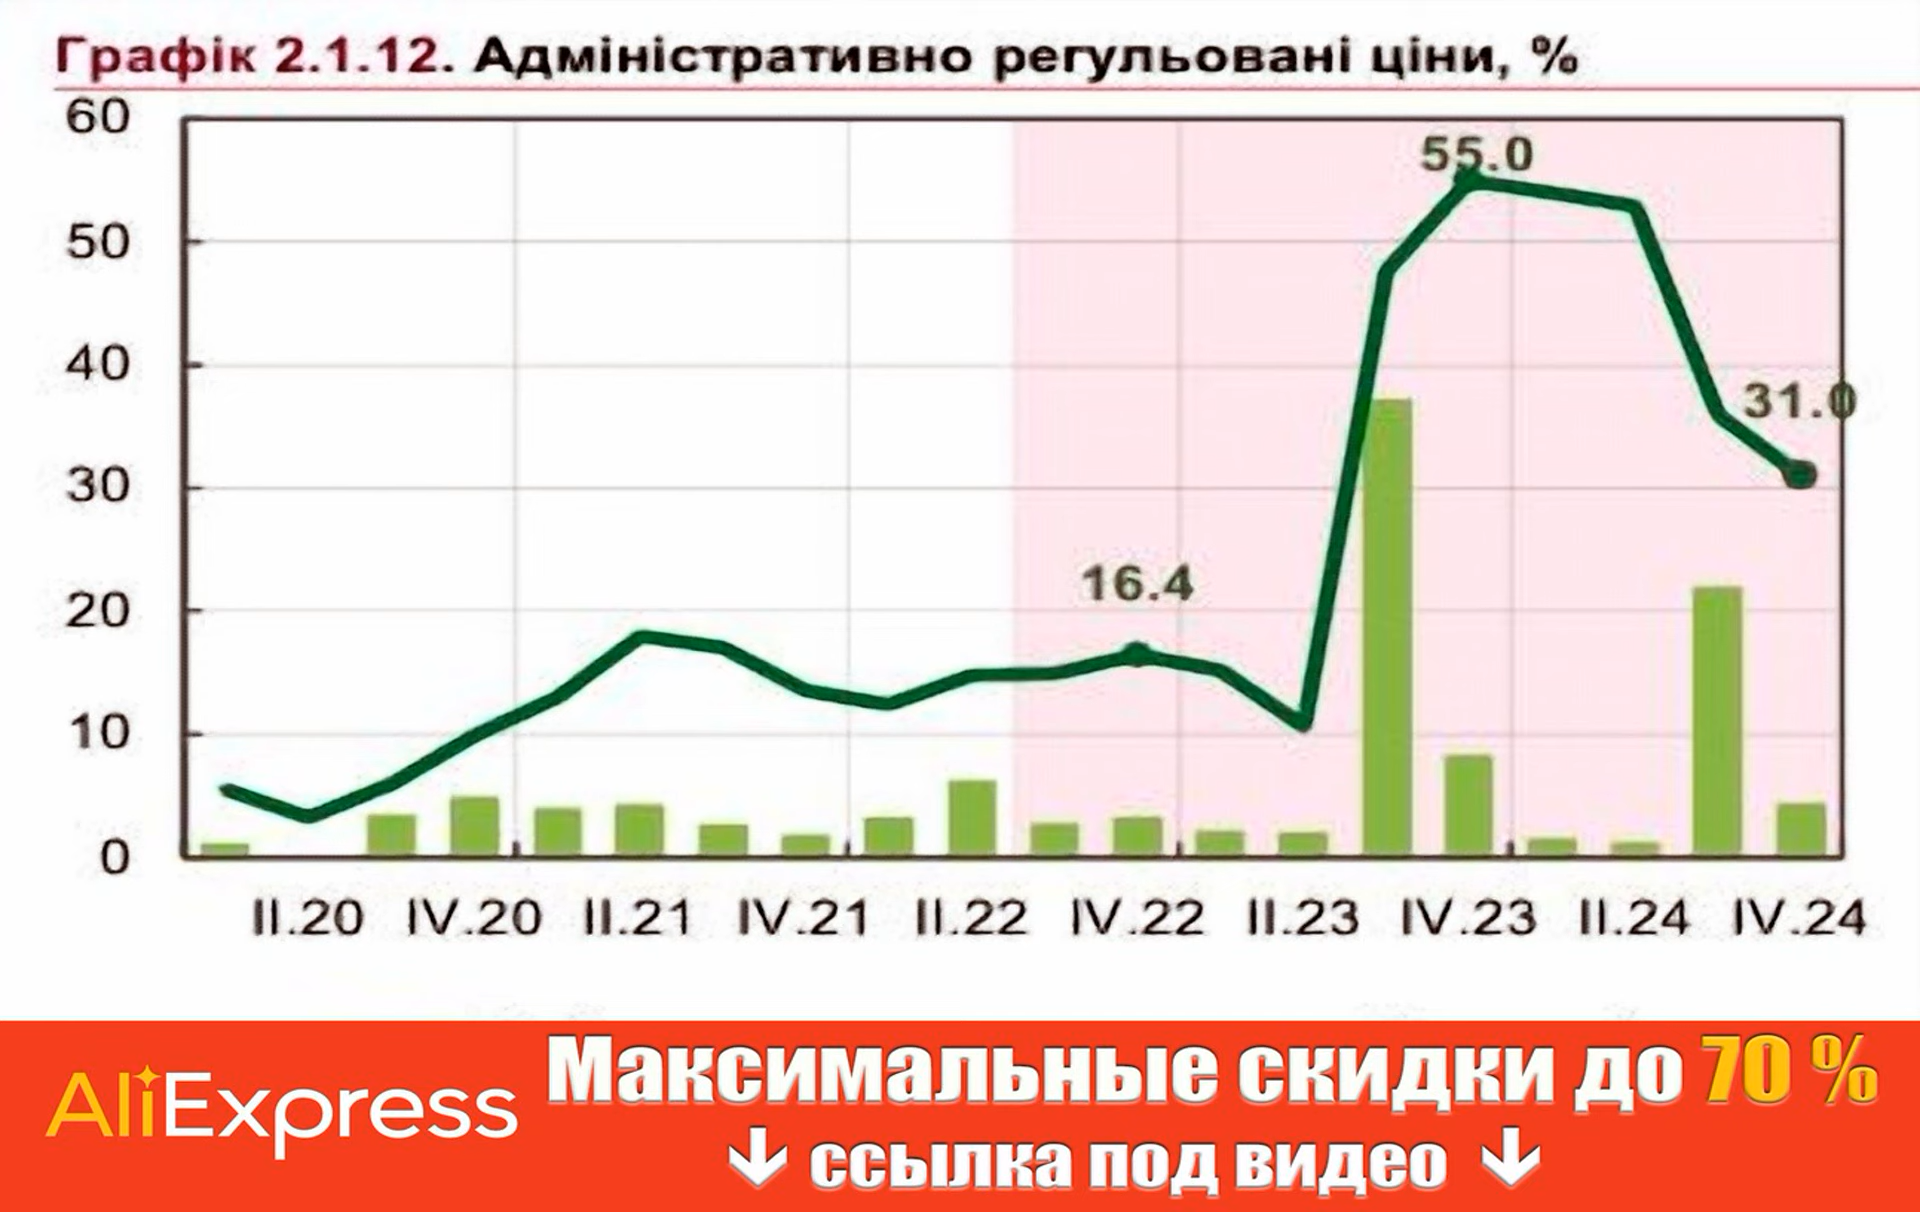 Графік 2.1.12. Адміністративно регульовані ціни, %
60
55.0
50
40
31.0
30
16.4
20
10
0
II.20 IV.20 II.21 IV.21 II.22 IV.22 II.23 IV.23 II.24 IV.24
AliExpress
Максимальные скидки до 70 %
↓ ссылка под видео ↓